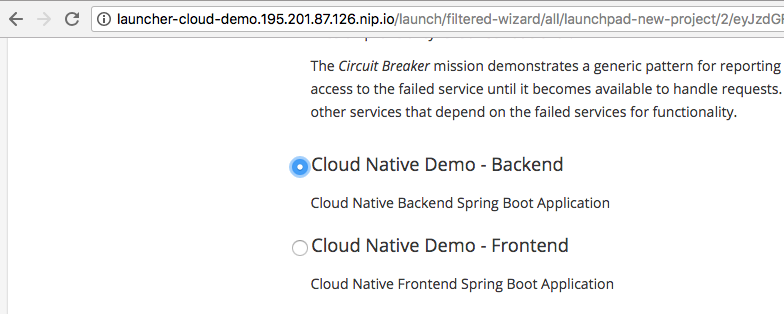 launcher-cloud-demo.195.201.87.126.nip.io/launch/filtered-wizard/all/launchpad-new-project/2/eyJzdGF
The Circuit Breaker mission demonstrates a generic pattern for reporting
access to the failed service until it becomes available to handle requests.
other services that depend on the failed services for functionality.
Cloud Native Demo - Backend
Cloud Native Backend Spring Boot Application
Cloud Native Demo - Frontend
Cloud Native Frontend Spring Boot Application